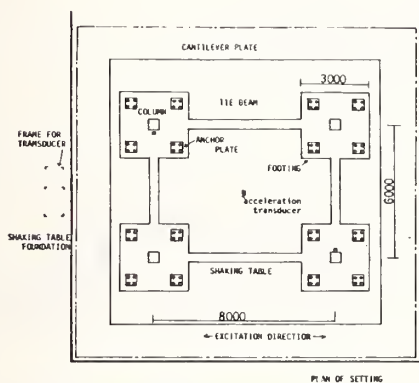 CANTILEVER PLATE
3000
COLUMN
TIE BEAM
FRAME FOR
TRANSDUCER
ANCHOR
PLATE
FOOTING
6000
acceleration
transducer
SHAKING TABLE
FOUNDATION
SHAKING TABLE
8000
EXCITATION DIRECTION
PLAN OF SETTING